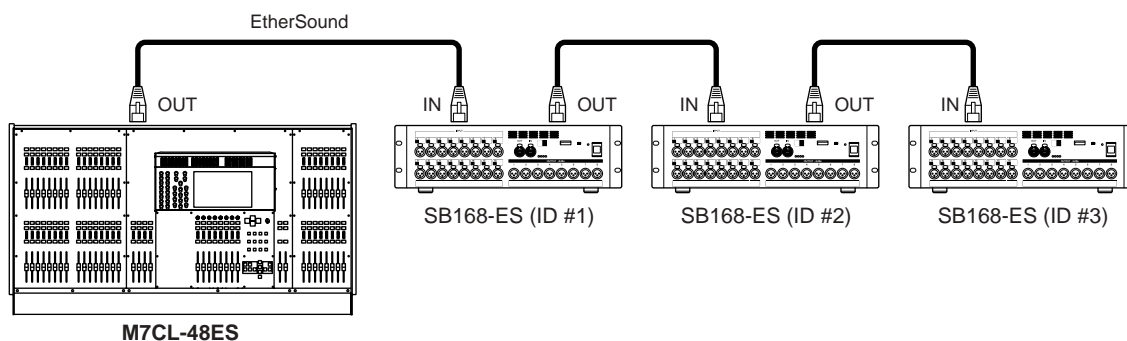 EtherSound
OUT
IN
OUT
IN
OUT
IN
SB168-ES (ID #1)
SB168-ES (ID #2)
SB168-ES (ID #3)
M7CL-48ES